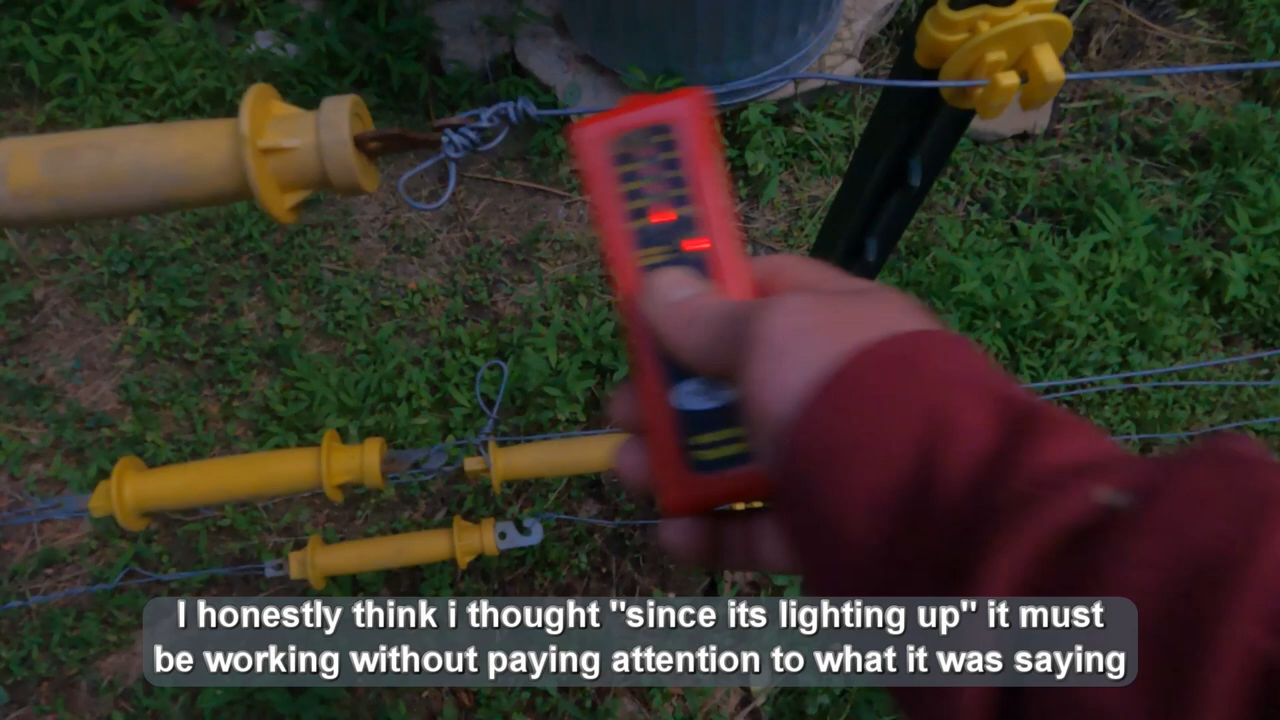 I honestly think i thought "since its lighting up" it must
be working without paying attention to what it was saying